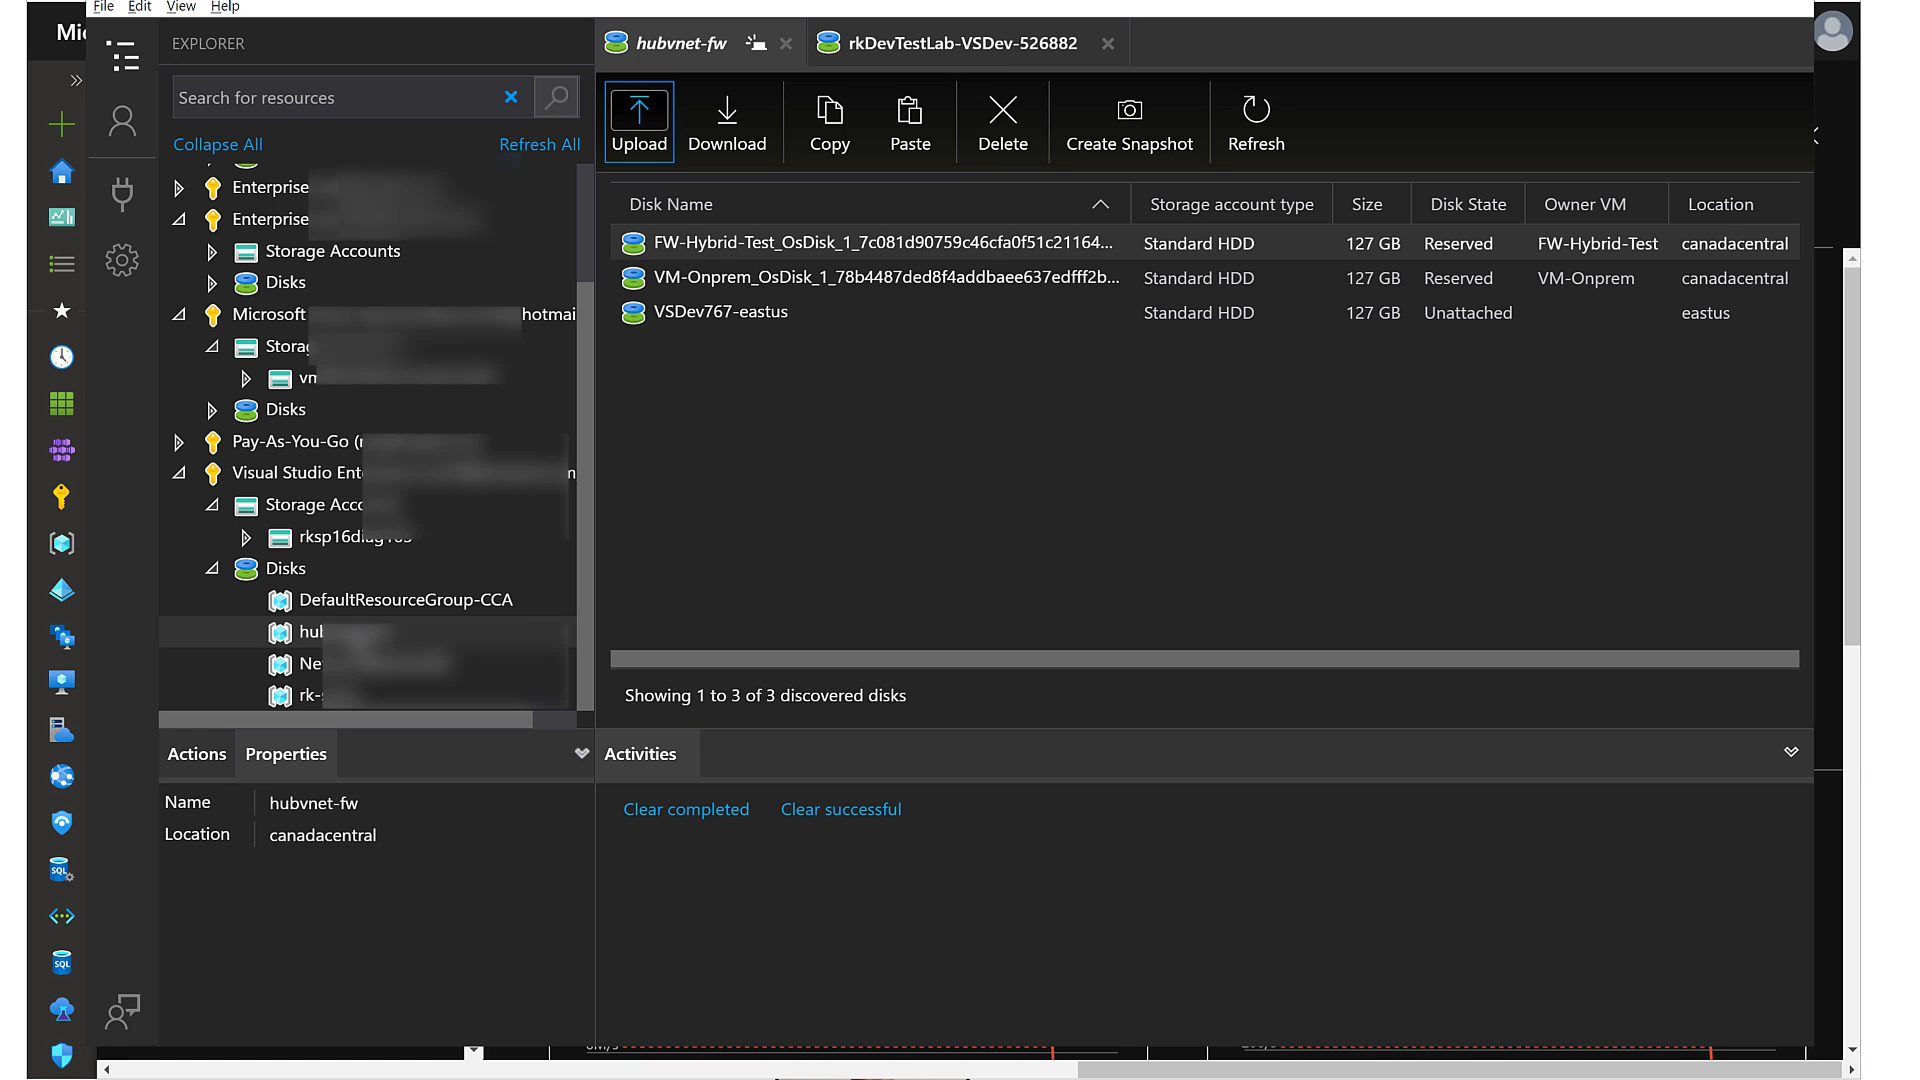 File Edit View Help
EXPLORER
Search for resources
Collapse All Refresh All
Enterprise
Enterprise
Storage Accounts
Disks
Microsoft hotmai
Disks
Pay-As-You-Go (
Visual Studio Ent
Storage Acc
Disks
DefaultResourceGroup-CCA
hub
Ne
rk-
Actions Properties
Name hubvnet-fw
Location canadacentral
hubvnet-fw rkDevTestLab-VSDev-526882
Upload Download Copy Paste Delete Create Snapshot Refresh
Disk Name Storage account type Size Disk State Owner VM Location
FW-Hybrid-Test_OsDisk_1_7c081d90759c46cfa0f51c21164... Standard HDD 127 GB Reserved FW-Hybrid-Test canadacentral
VM-Onprem_OsDisk_1_78b4487ded8f4addbaee637edfff2b... Standard HDD 127 GB Reserved VM-Onprem canadacentral
VSDev767-eastus Standard HDD 127 GB Unattached eastus
Showing 1 to 3 of 3 discovered disks
Activities
Clear completed Clear successful
SQL
SQL